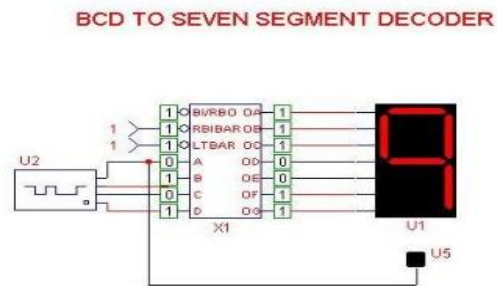 BCD TO SEVEN SEGMENT DECODER
1 BI/RBO OA 1
1 1 RBIBAR OB 1
1 1 LTBAR OC 1
U2 0 A OD 0
1 B OE 0
0 C OF 1
1 D OG 1
X1 U1
U5